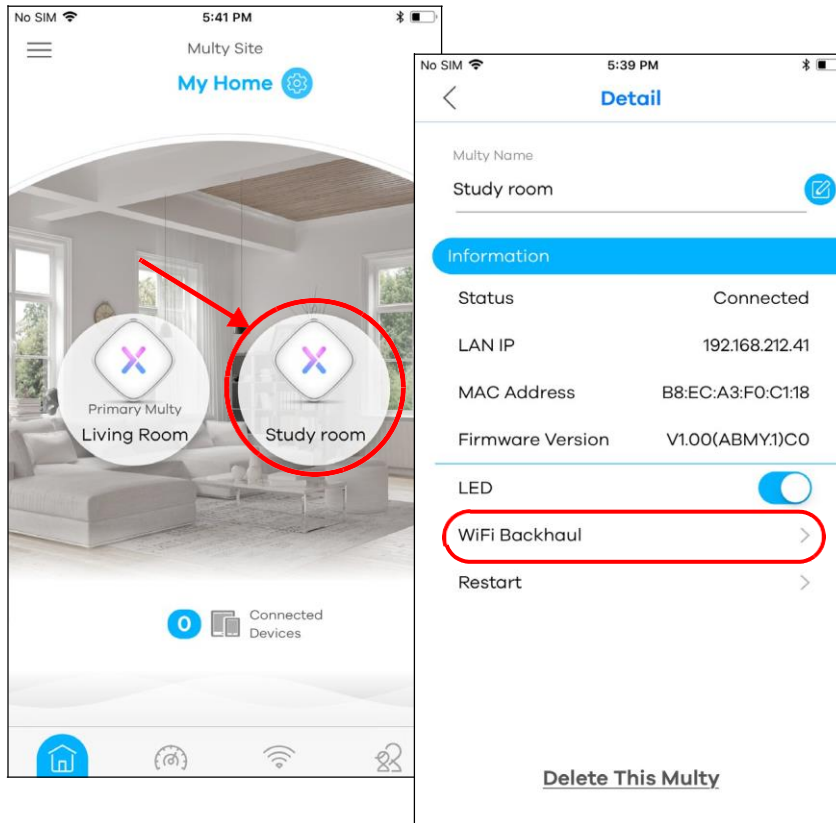 No SIM 5:41 PM
Multy Site
My Home
Primary Multy
Living Room
Study room
0 Connected
Devices
No SIM 5:39 PM
Detail
Multy Name
Study room
Information
Status Connected
LAN IP 192.168.212.41
MAC Address B8:EC:A3:F0:C1:18
Firmware Version V1.00(ABMY.1)C0
LED
WiFi Backhaul
Restart
Delete This Multy